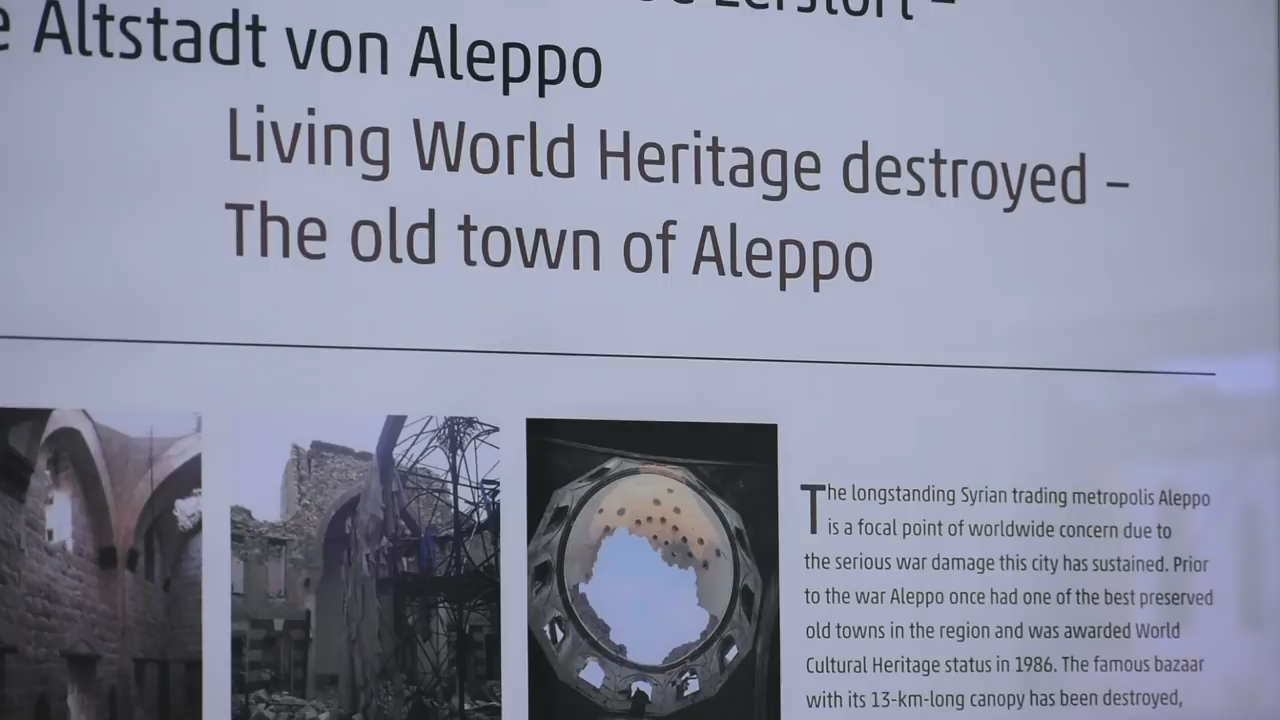 Altstadt von Aleppo
Living World Heritage destroyed –
The old town of Aleppo
The longstanding Syrian trading metropolis Aleppo
is a focal point of worldwide concern due to
the serious war damage this city has sustained. Prior
to the war Aleppo once had one of the best preserved
old towns in the region and was awarded World
Cultural Heritage status in 1986. The famous bazaar
with its 13-km-long canopy has been destroyed,